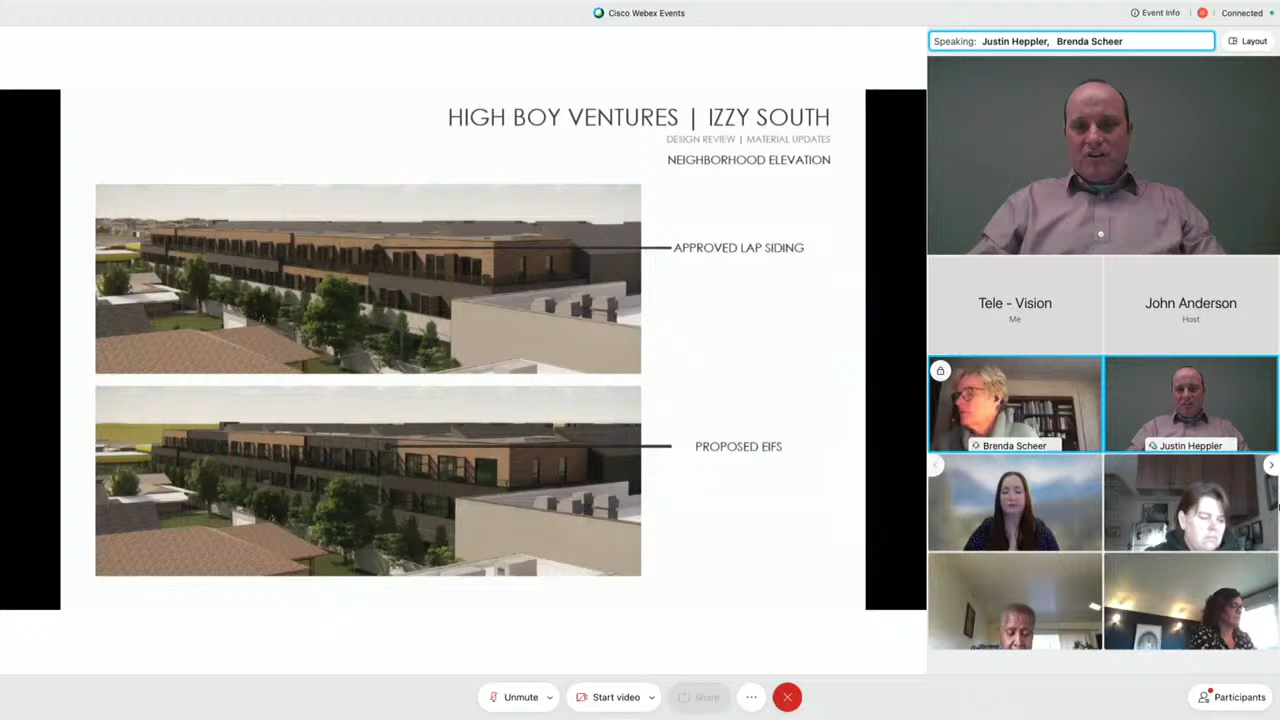 Cisco Webex Events
Event Info
Connected
Speaking: Justin Heppler, Brenda Scheer
Layout
HIGH BOY VENTURES | IZZY SOUTH
DESIGN REVIEW | MATERIAL UPDATES
NEIGHBORHOOD ELEVATION
APPROVED LAP SIDING
PROPOSED EIFS
Tele - Vision
Me
John Anderson
Host
Brenda Scheer
Justin Heppler
Unmute
Start video
Share
Participants